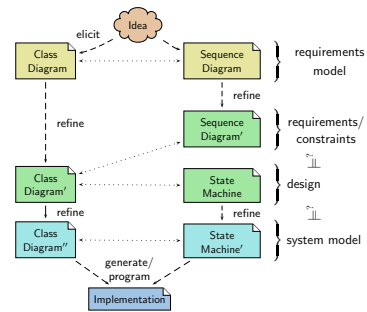 Idea
elicit
Class
Diagram
Sequence
Diagram
requirements
model
refine
refine
Sequence
Diagram′
requirements/
constraints
?
Class
Diagram′
State
Machine
design
refine
refine
?
Class
Diagram′′
State
Machine′
system model
generate/
program
Implementation